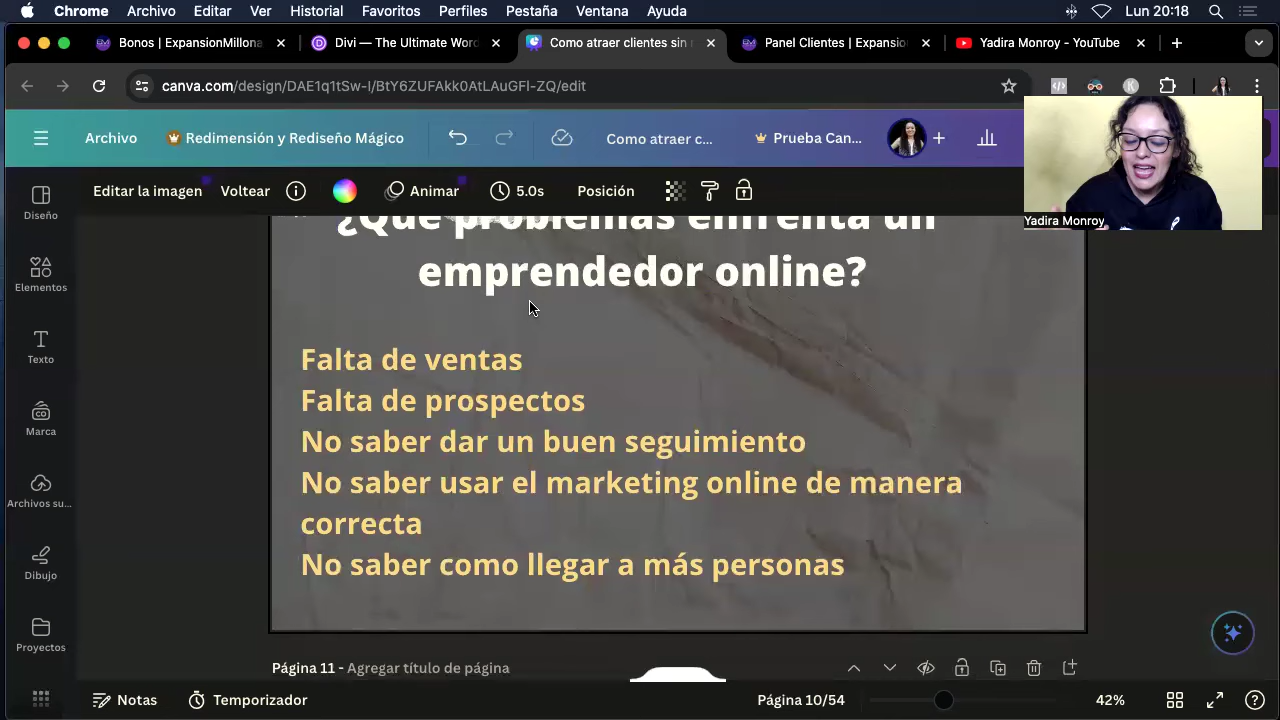 Chrome Archivo Editar Ver Historial Favoritos Perfiles Pestaña Ventana Ayuda Lun 20:18
Bonos | ExpansionMillona Divi — The Ultimate Wor Como atraer clientes sin Panel Clientes | Expansio Yadira Monroy - YouTube
canva.com/design/DAE1q1tSw-I/BtY6ZUFAkk0AtLAuGFI-ZQ/edit
Archivo Redimensión y Rediseño Mágico Como atraer c... Prueba Can...
Editar la imagen Voltear Animar 5.0s Posición
Yadira Monroy
Diseño
Elementos
Texto
Marca
Archivos su...
Dibujo
Proyectos
¿Qué problemas enfrenta un
emprendedor online?
Falta de ventas
Falta de prospectos
No saber dar un buen seguimiento
No saber usar el marketing online de manera
correcta
No saber como llegar a más personas
Página 11 - Agregar título de página
Notas Temporizador Página 10/54 42%